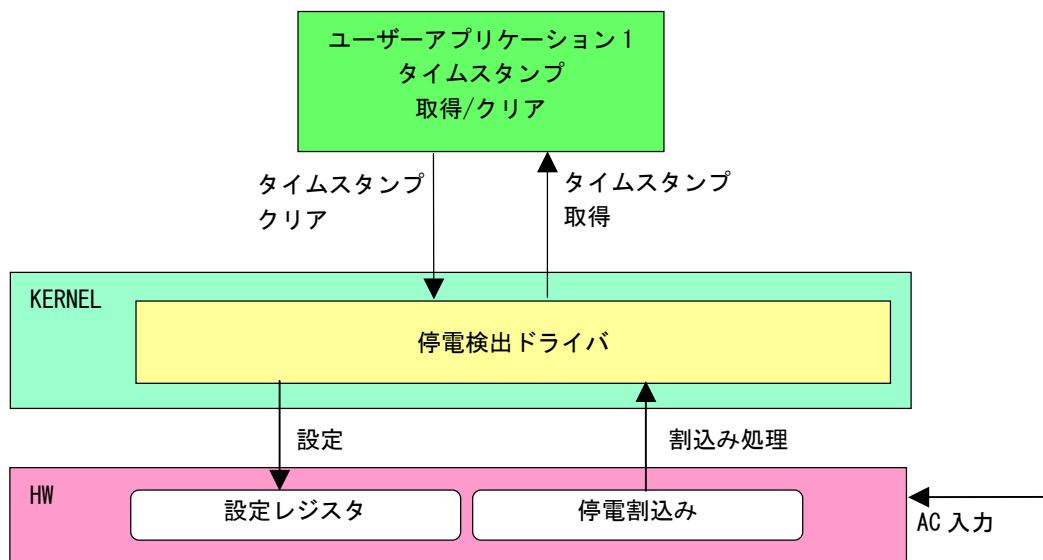 ユーザーアプリケーション1
タイムスタンプ
取得/クリア
タイムスタンプ
クリア
タイムスタンプ
取得
KERNEL
停電検出ドライバ
設定
割込み処理
HW
設定レジスタ
停電割込み
AC 入力